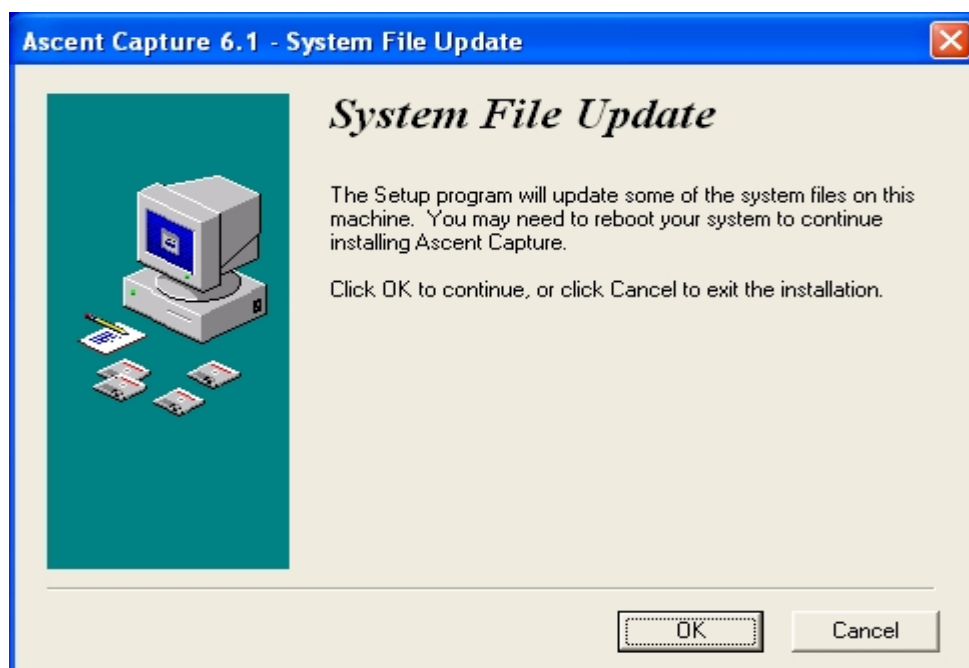 Ascent Capture 6.1 - System File Update
System File Update
The Setup program will update some of the system files on this
machine.  You may need to reboot your system to continue
installing Ascent Capture.
Click OK to continue, or click Cancel to exit the installation.
OK
Cancel